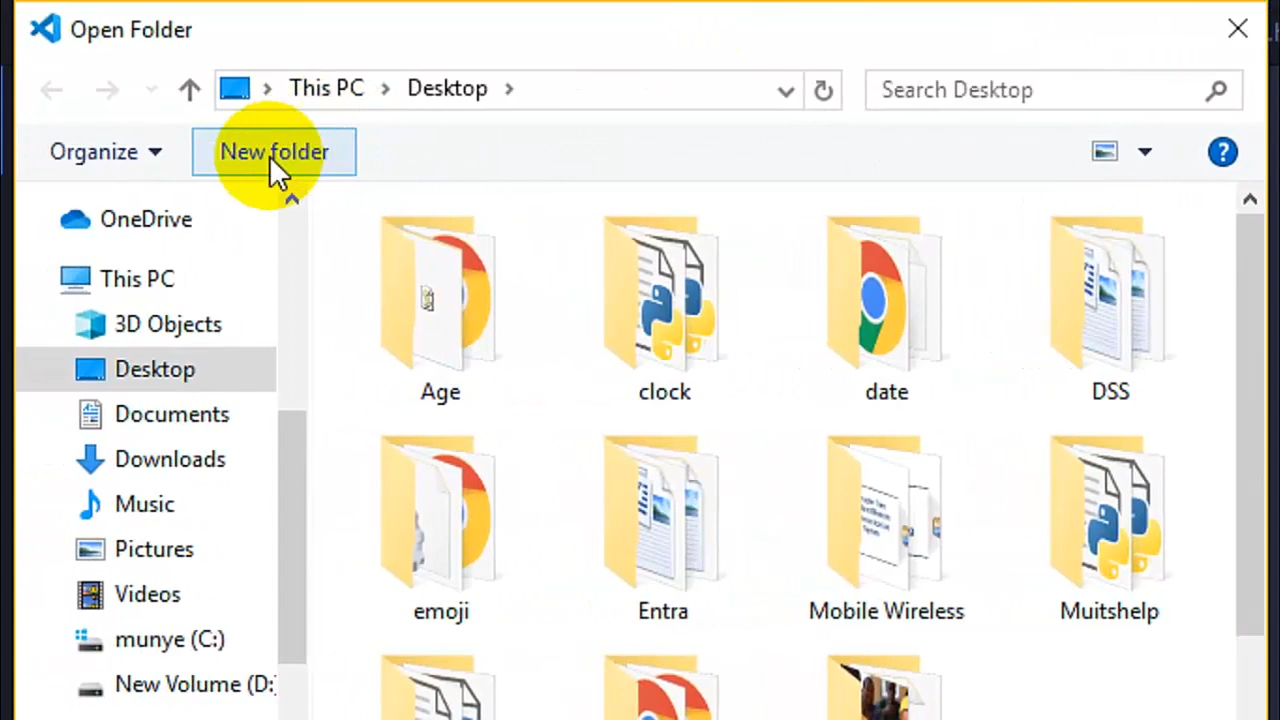 Open Folder
This PC
Desktop
Search Desktop
Organize
New folder
?
OneDrive
This PC
3D Objects
Desktop
Documents
Downloads
Music
Pictures
Videos
munye (C:)
New Volume (D:
Age
clock
date
DSS
emoji
Entra
Mobile Wireless
Muitshelp